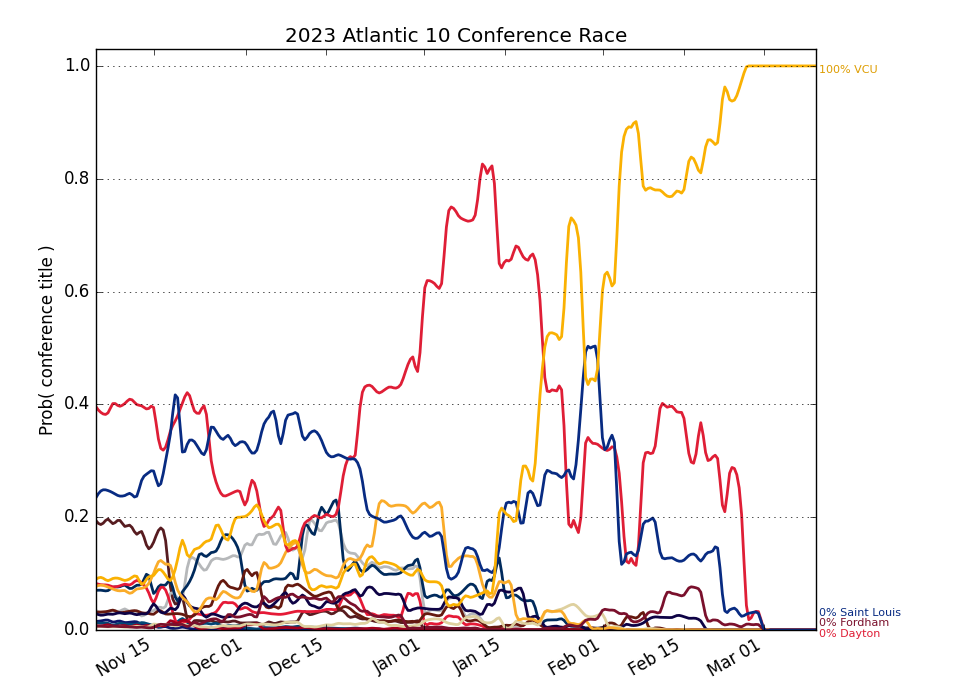 2023 Atlantic 10 Conference Race
Prob( conference title )
1.0
0.8
0.6
0.4
0.2
0.0
Nov 15
Dec 01
Dec 15
Jan 01
Jan 15
Feb 01
Feb 15
Mar 01
100% VCU
0% Saint Louis
0% Fordham
0% Dayton